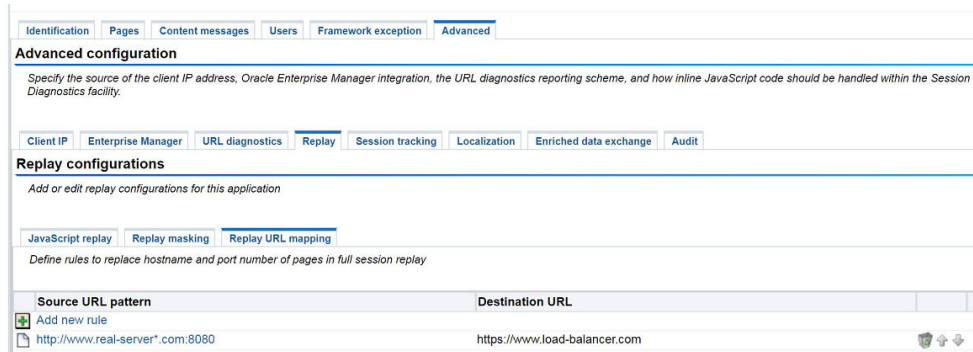 Identification Pages Content messages Users Framework exception Advanced
Advanced configuration
Specify the source of the client IP address, Oracle Enterprise Manager integration, the URL diagnostics reporting scheme, and how inline JavaScript code should be handled within the Session
Diagnostics facility.
Client IP Enterprise Manager URL diagnostics Replay Session tracking Localization Enriched data exchange Audit
Replay configurations
Add or edit replay configurations for this application
JavaScript replay Replay masking Replay URL mapping
Define rules to replace hostname and port number of pages in full session replay
Source URL pattern Destination URL
Add new rule
http://www.real-server*.com:8080 https://www.load-balancer.com